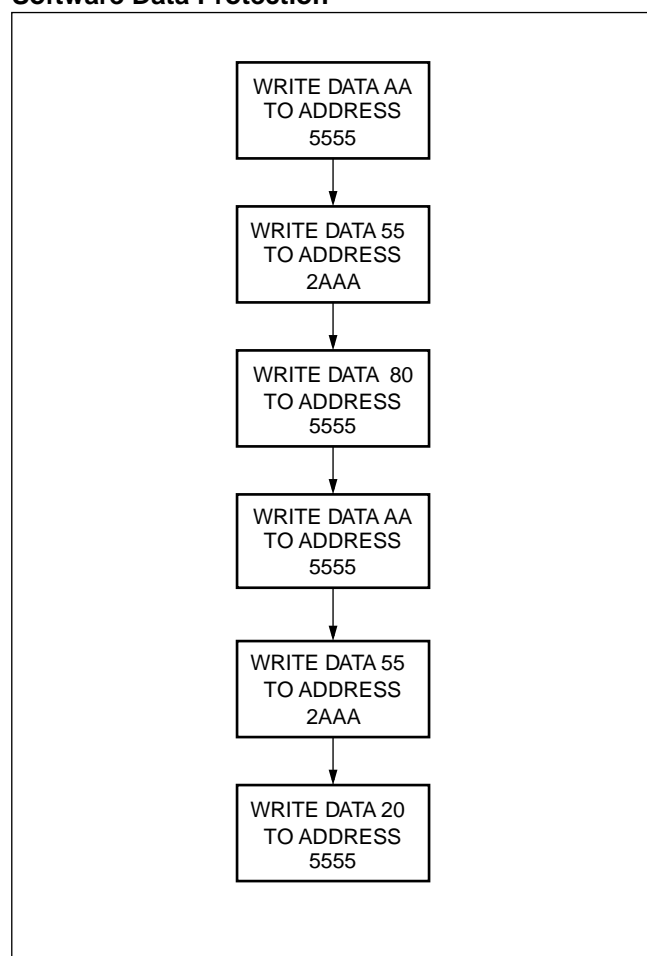 Software Data Protection
WRITE DATA AA
TO ADDRESS
5555
WRITE DATA 55
TO ADDRESS
2AAA
WRITE DATA  80
TO ADDRESS
5555
WRITE DATA AA
TO ADDRESS
5555
WRITE DATA 55
TO ADDRESS
2AAA
WRITE DATA 20
TO ADDRESS
5555